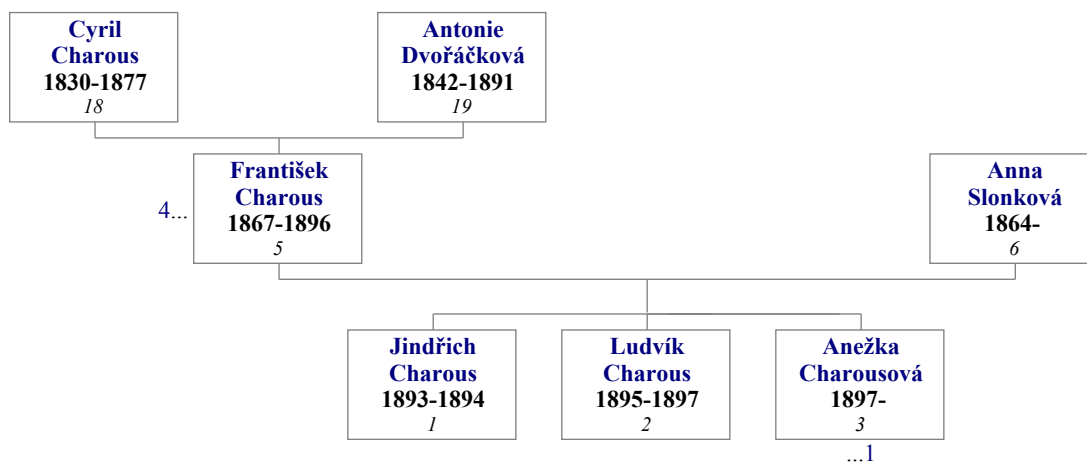 Cyril
Charous
1830-1877
18
Antonie
Dvořáčková
1842-1891
19
4...
František
Charous
1867-1896
5
Anna
Slonková
1864-
6
Jindřich
Charous
1893-1894
1
Ludvík
Charous
1895-1897
2
Anežka
Charousová
1897-
3
...1